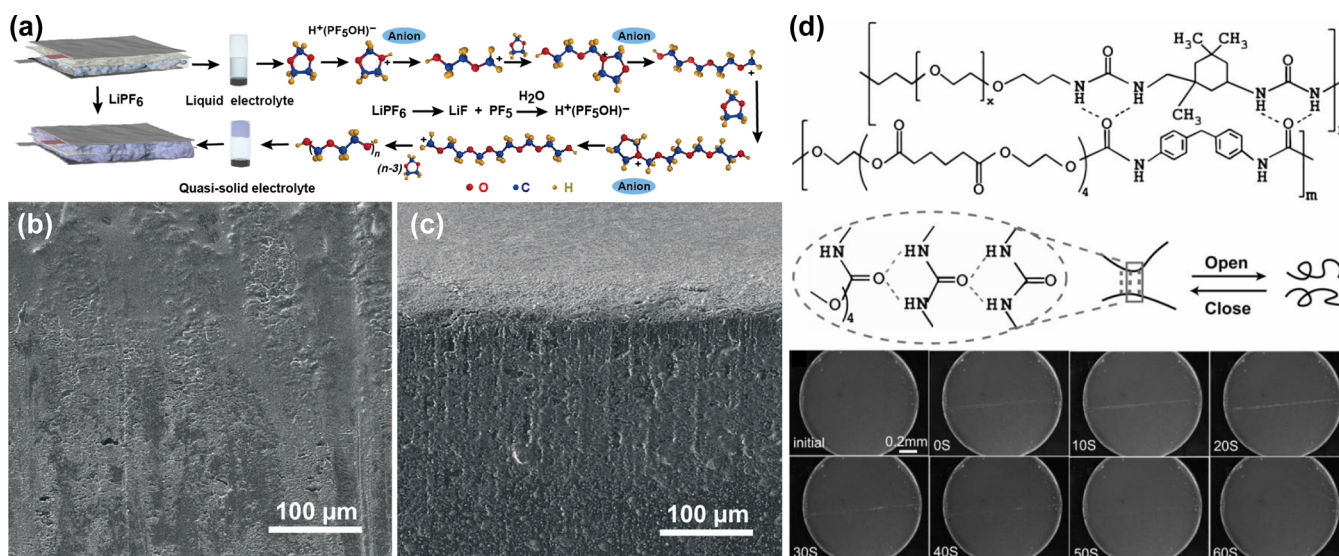 (a)
H⁺(PF₅OH)⁻
Anion
Anion
LiPF₆
Liquid electrolyte
LiPF₆ → LiF + PF₅ → H⁺(PF₅OH)⁻
H₂O
n
(n-3)
Quasi-solid electrolyte
Anion
O C H
(b)
100 µm
(c)
100 µm
(d)
H₃C CH₃
O O O
O x O N H N H CH₃ N H N H
O O O O
O O O O 4 N H N H m
O
HN HN HN
O O O
O 4 HN HN
Open
Close
initial 0.2mm 0S 10S 20S
30S 40S 50S 60S